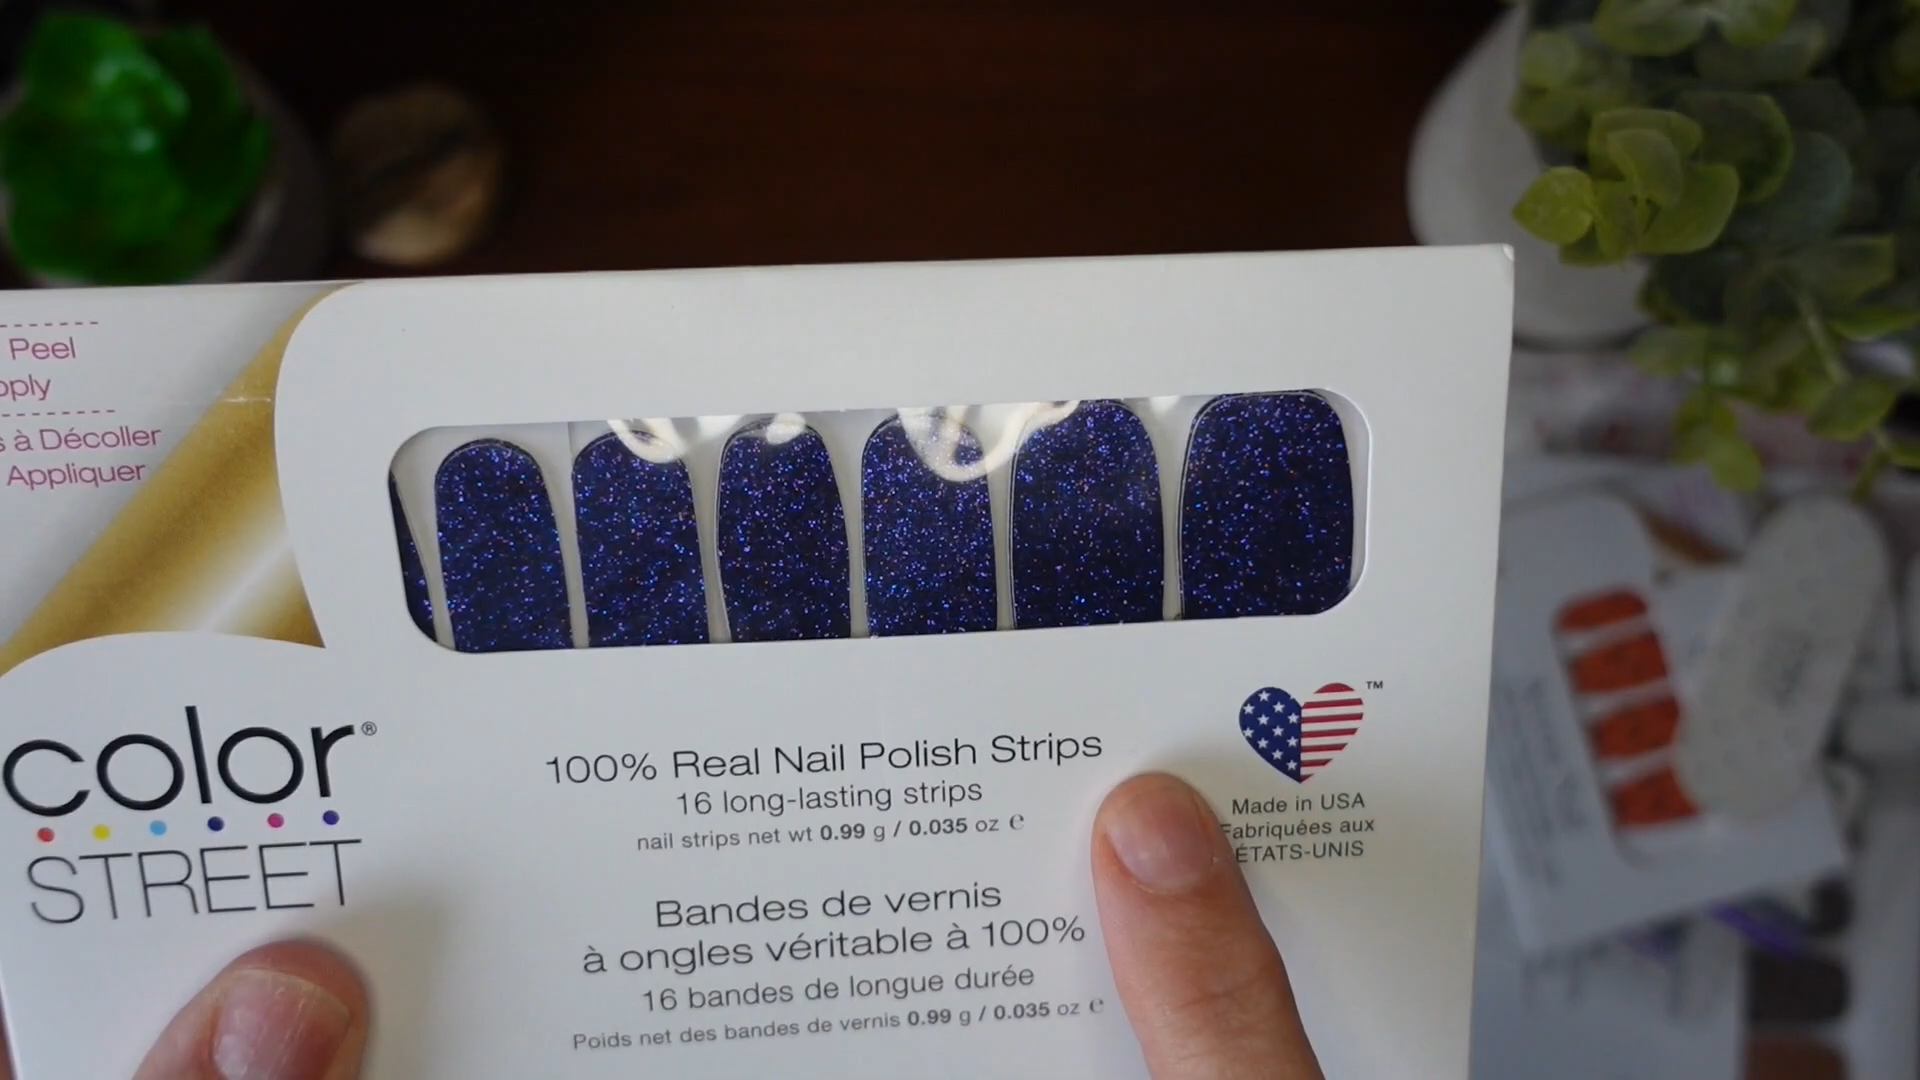 Peel
pply
s à Décoller
Appliquer
color®
STREET
100% Real Nail Polish Strips
16 long-lasting strips
nail strips net wt 0.99 g / 0.035 oz ℮
Bandes de vernis
à ongles véritable à 100%
16 bandes de longue durée
Poids net des bandes de vernis 0.99 g / 0.035 oz ℮
TM
Made in USA
Fabriquées aux
ÉTATS-UNIS